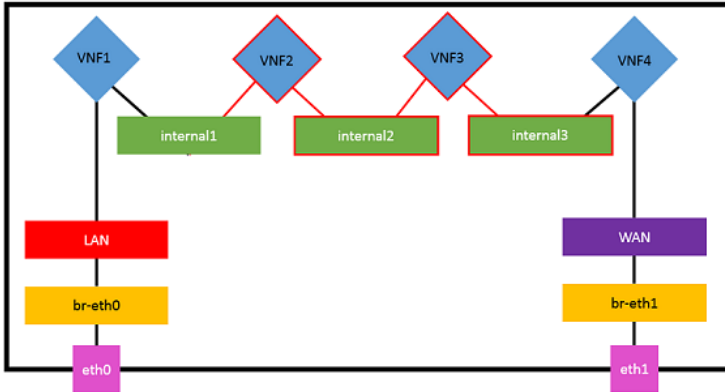 VNF1
VNF2
VNF3
VNF4
internal1
internal2
internal3
LAN
WAN
br-eth0
br-eth1
eth0
eth1